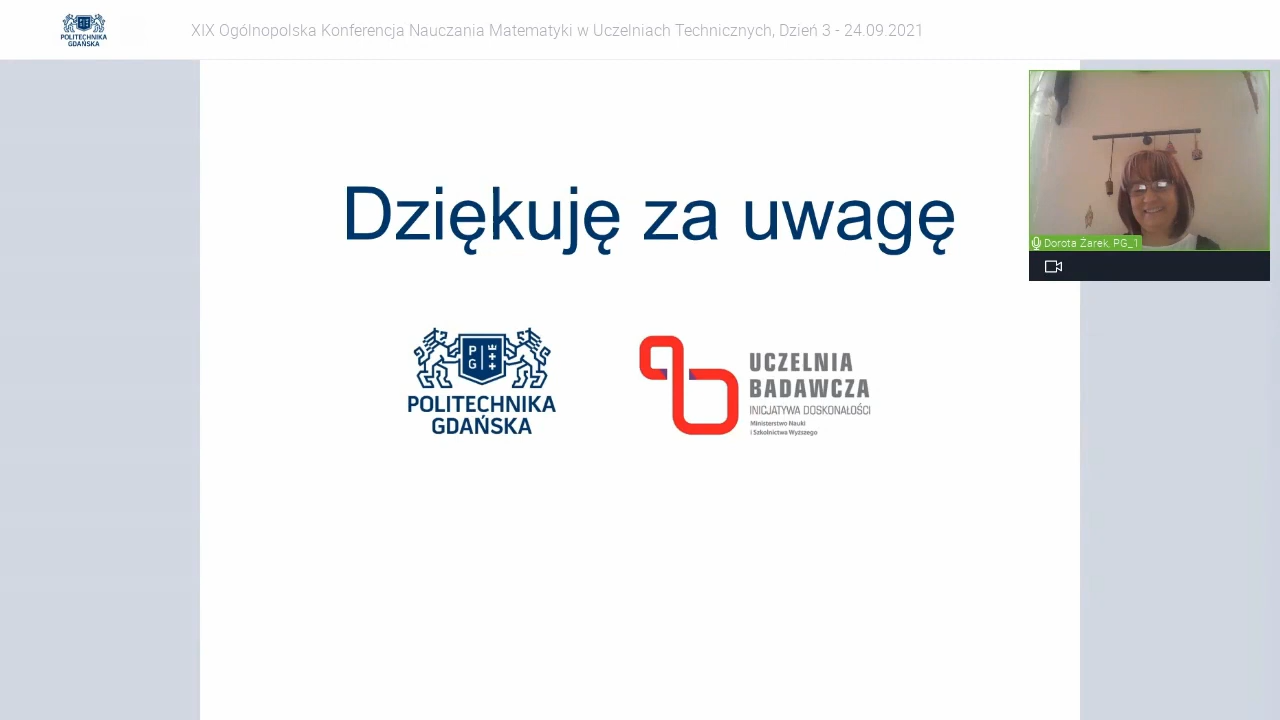 POLITECHNIKA
GDAŃSKA
XIX Ogólnopolska Konferencja Nauczania Matematyki w Uczelniach Technicznych, Dzień 3 - 24.09.2021
Dziękuję za uwagę
Dorota Żarek, PG_1
P G
POLITECHNIKA
GDAŃSKA
UCZELNIA
BADAWCZA
INICJATYWA DOSKONAŁOŚCI
Ministerstwo Nauki
i Szkolnictwa Wyższego